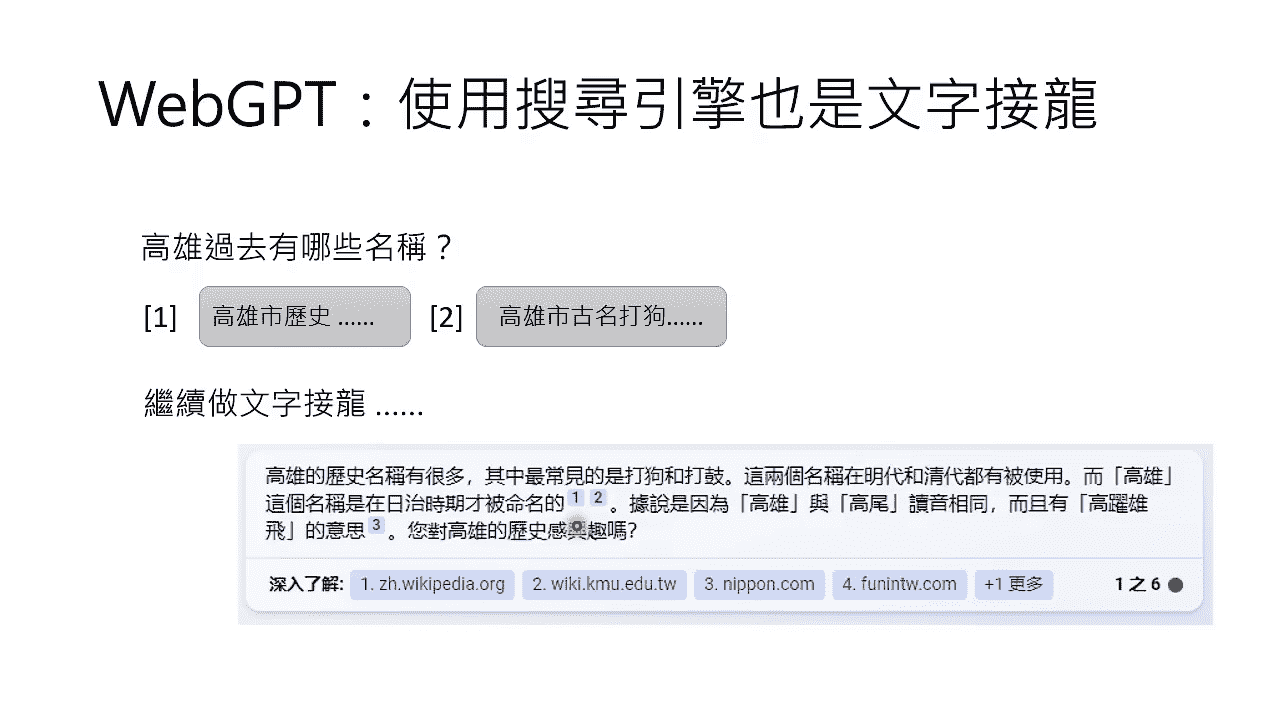 WebGPT：使用搜尋引擎也是文字接龍
高雄過去有哪些名稱？
[1] 高雄市歷史 …… [2] 高雄市古名打狗……
繼續做文字接龍 ……
高雄的歷史名稱有很多，其中最常見的是打狗和打鼓。這兩個名稱在明代和清代都有被使用。而「高雄」
這個名稱是在日治時期才被命名的 1 2 。據說是因為「高雄」與「高尾」讀音相同，而且有「高躍雄
飛」的意思 3 。您對高雄的歷史感興趣嗎?
深入了解: 1. zh.wikipedia.org 2. wiki.kmu.edu.tw 3. nippon.com 4. funintw.com +1 更多 1 之 6